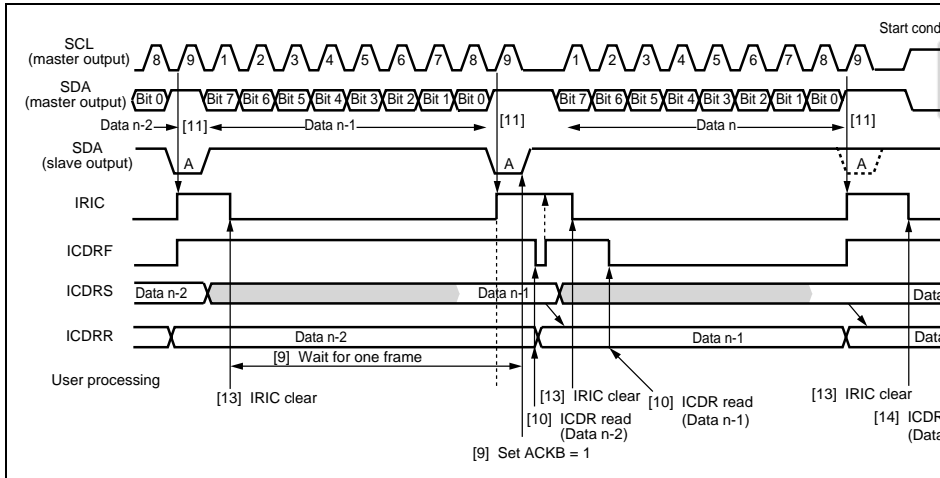 Start cond
SCL
(master output)
8 9 1 2 3 4 5 6 7 8 9 1 2 3 4 5 6 7 8 9
SDA
(master output)
Bit 0 Bit 7 Bit 6 Bit 5 Bit 4 Bit 3 Bit 2 Bit 1 Bit 0 Bit 7 Bit 6 Bit 5 Bit 4 Bit 3 Bit 2 Bit 1 Bit 0
Data n-2 [11] Data n-1 [11] Data n [11]
SDA
(slave output)
A A A
IRIC
ICDRF
ICDRS
Data n-2 Data n-1 Data
ICDRR
Data n-2 Data n-1 Data
[9] Wait for one frame
User processing
[13] IRIC clear
[13] IRIC clear
[13] IRIC clear
[10] ICDR read
(Data n-2)
[10] ICDR read
(Data n-1)
[14] ICDR
(Data
[9] Set ACKB = 1